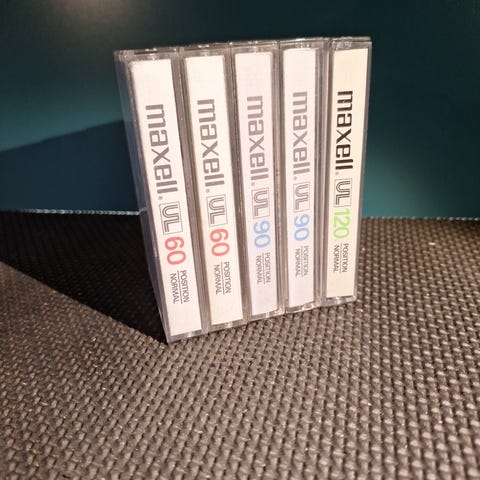 maxell® UL 60 POSITION NORMAL
maxell® UL 60 POSITION NORMAL
maxell® UL 90 POSITION NORMAL
maxell® UL 90 POSITION NORMAL
maxell® UL 120 POSITION NORMAL